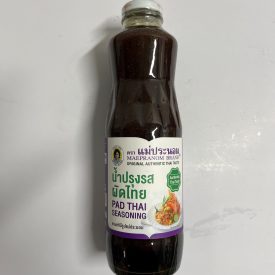 ตรา แม่ประนอม
MAEPRANOM BRAND
ORIGINAL AUTHENTIC THAI TASTE
น้ำปรุงรส
ผัดไทย
PAD THAI
SEASONING